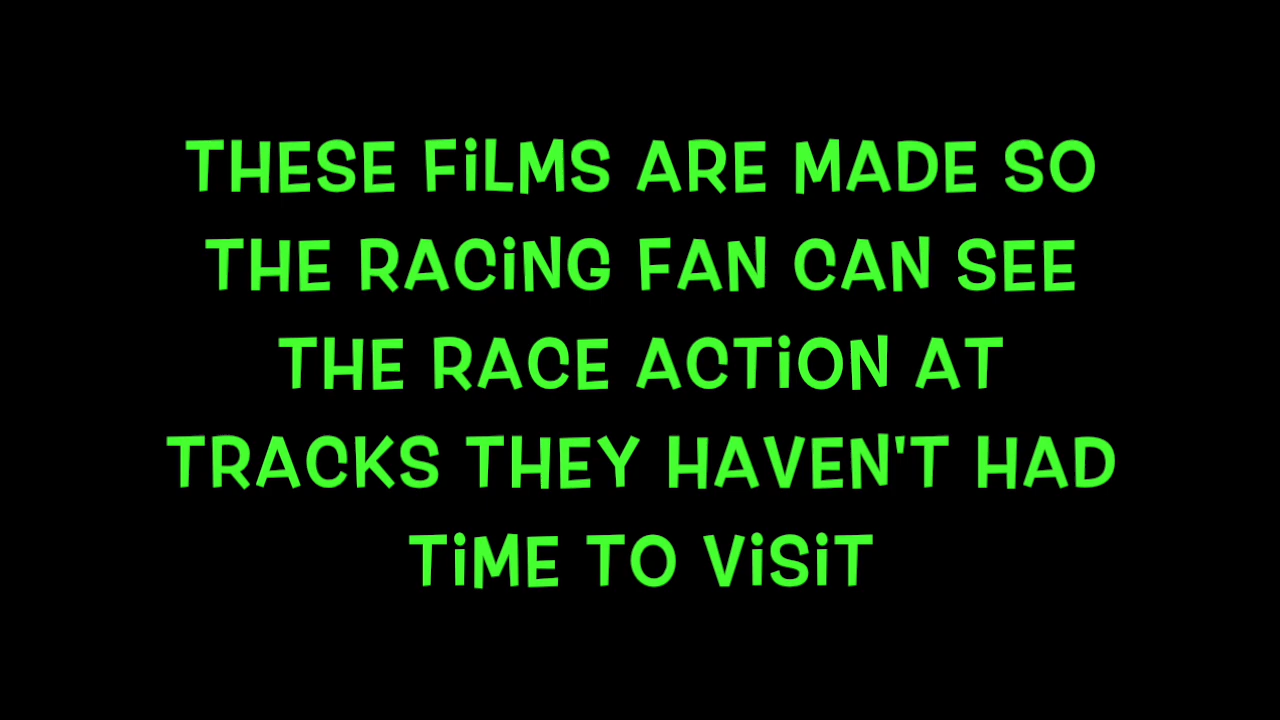 THESE FiLMS ARE MADE SO
THE RACiNG FAN CAN SEE
THE RACE ACTiON AT
TRACKS THEY HAVEN'T HAD
TiME TO ViSiT